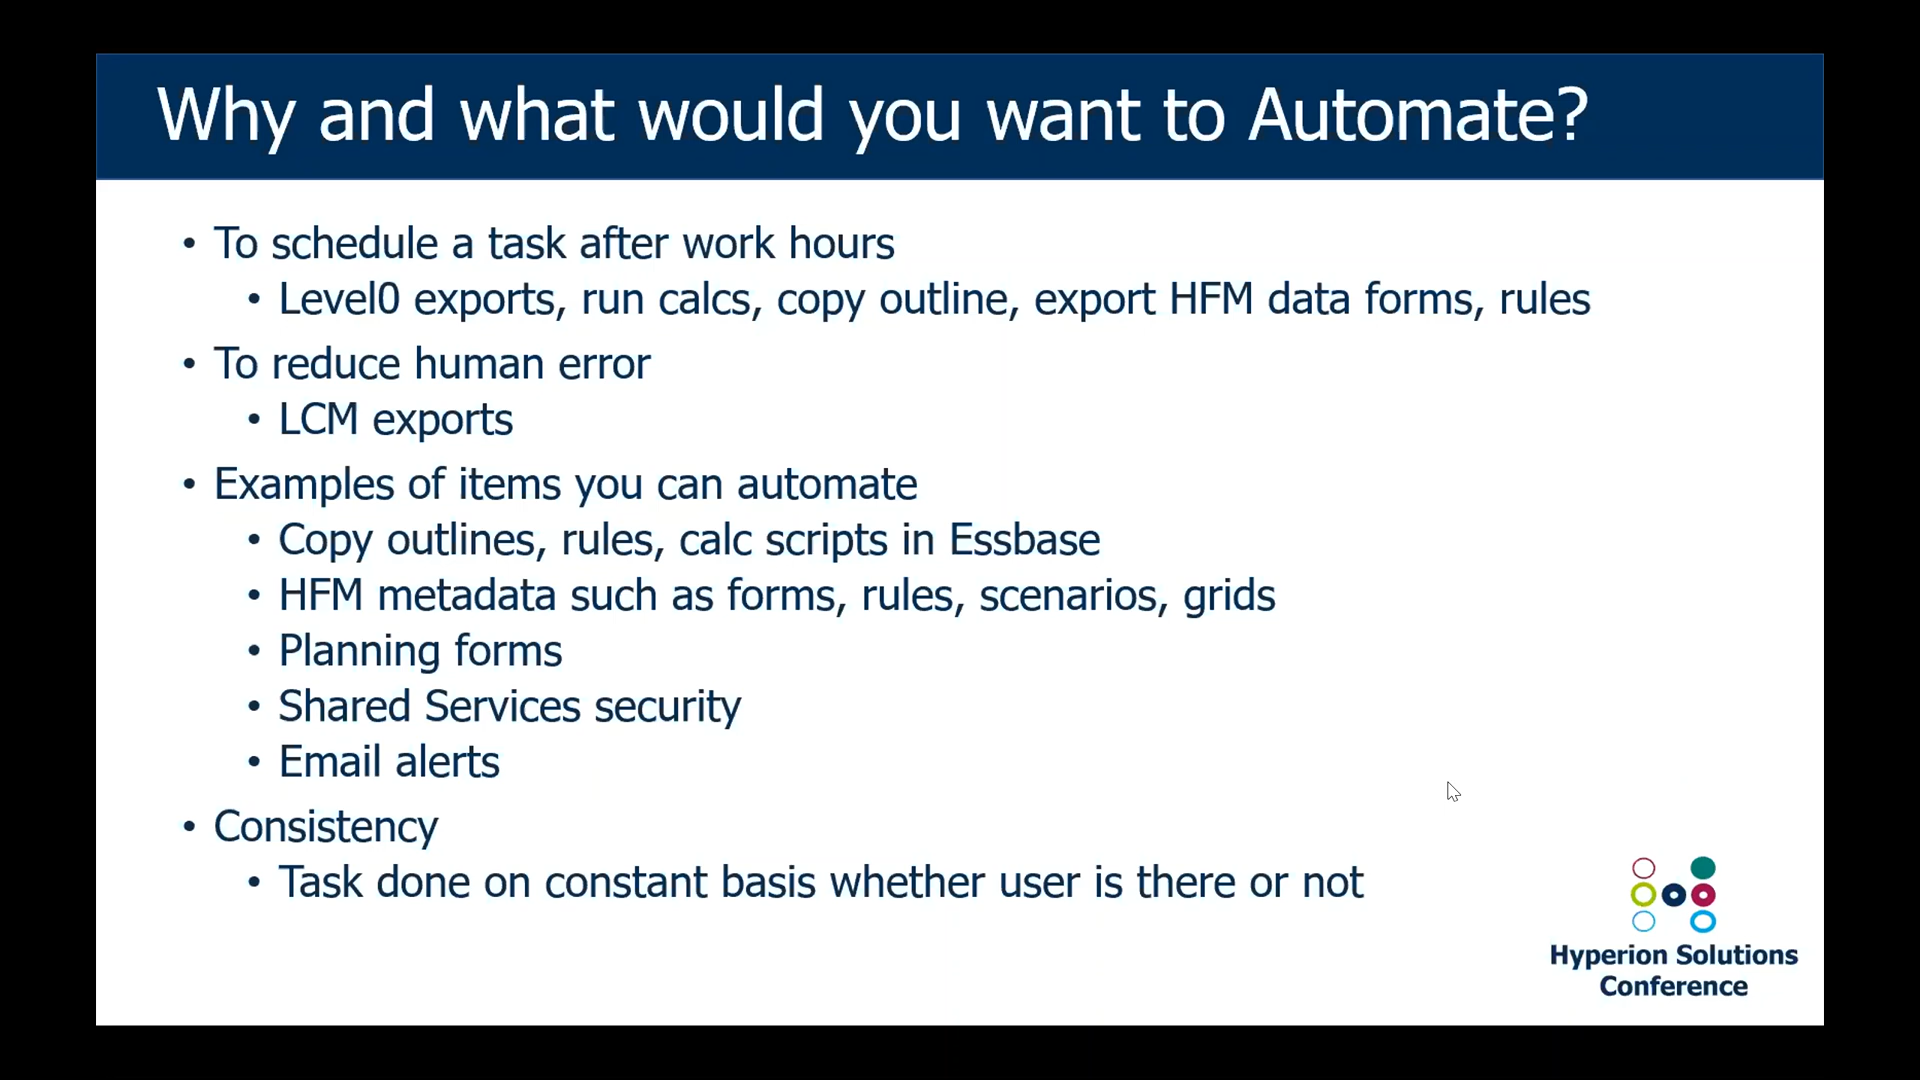 Why and what would you want to Automate?
• To schedule a task after work hours
• Level0 exports, run calcs, copy outline, export HFM data forms, rules
• To reduce human error
• LCM exports
• Examples of items you can automate
• Copy outlines, rules, calc scripts in Essbase
• HFM metadata such as forms, rules, scenarios, grids
• Planning forms
• Shared Services security
• Email alerts
• Consistency
• Task done on constant basis whether user is there or not
Hyperion Solutions
Conference